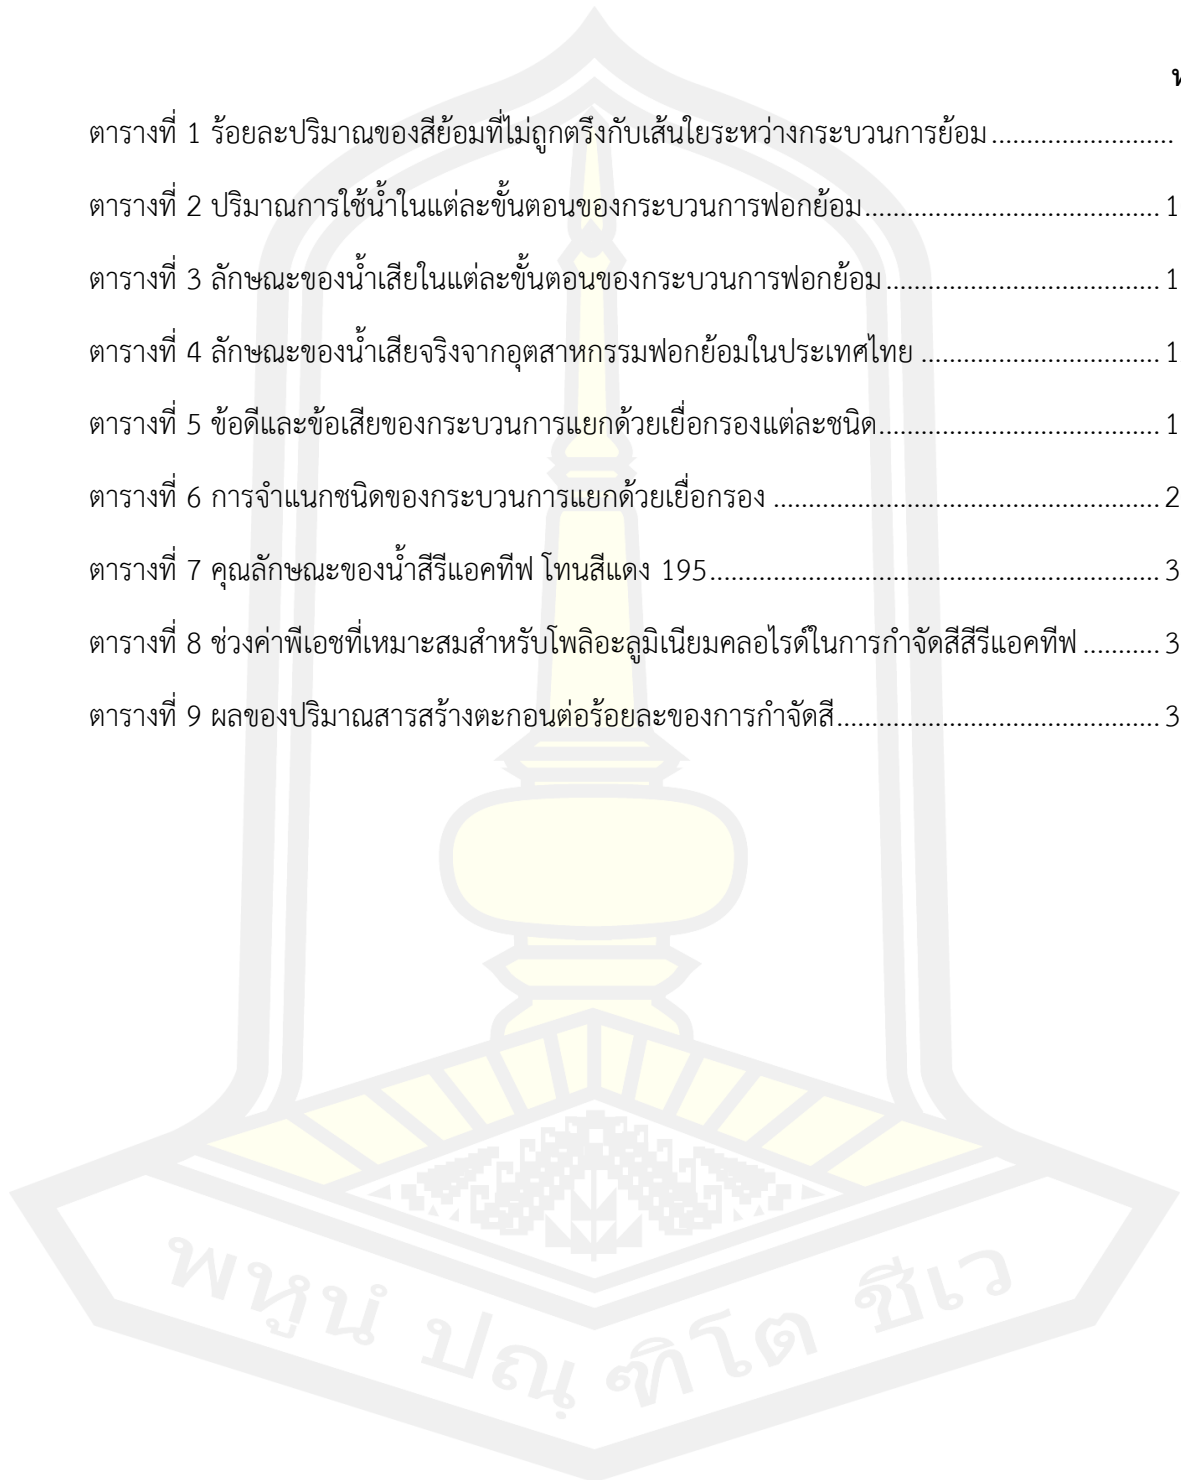 ตารางที่ 1 ร้อยละปริมาณของสีย้อมที่ไม่ถูกตรึงกับเส้นใยระหว่างกระบวนการย้อม .........................
ตารางที่ 2 ปริมาณการใช้น้ำในแต่ละขั้นตอนของกระบวนการฟอกย้อม......................................... 1
ตารางที่ 3 ลักษณะของน้ำเสียในแต่ละขั้นตอนของกระบวนการฟอกย้อม...................................... 1
ตารางที่ 4 ลักษณะของน้ำเสียจริงจากอุตสาหกรรมฟอกย้อมในประเทศไทย ................................. 1
ตารางที่ 5 ข้อดีและข้อเสียของกระบวนการแยกด้วยเยื่อกรองแต่ละชนิด....................................... 1
ตารางที่ 6 การจำแนกชนิดของกระบวนการแยกด้วยเยื่อกรอง ..................................................... 2
ตารางที่ 7 คุณลักษณะของน้ำสีรีแอคทีฟ โทนสีแดง 195.............................................................. 3
ตารางที่ 8 ช่วงค่าพีเอชที่เหมาะสมสำหรับโพลิอะลูมิเนียมคลอไรด์ในการกำจัดสีสีรีแอคทีฟ ........... 3
ตารางที่ 9 ผลของปริมาณสารสร้างตะกอนต่อร้อยละของการกำจัดสี............................................. 3
พหูนํ ปณฺฑิโต ชีเว